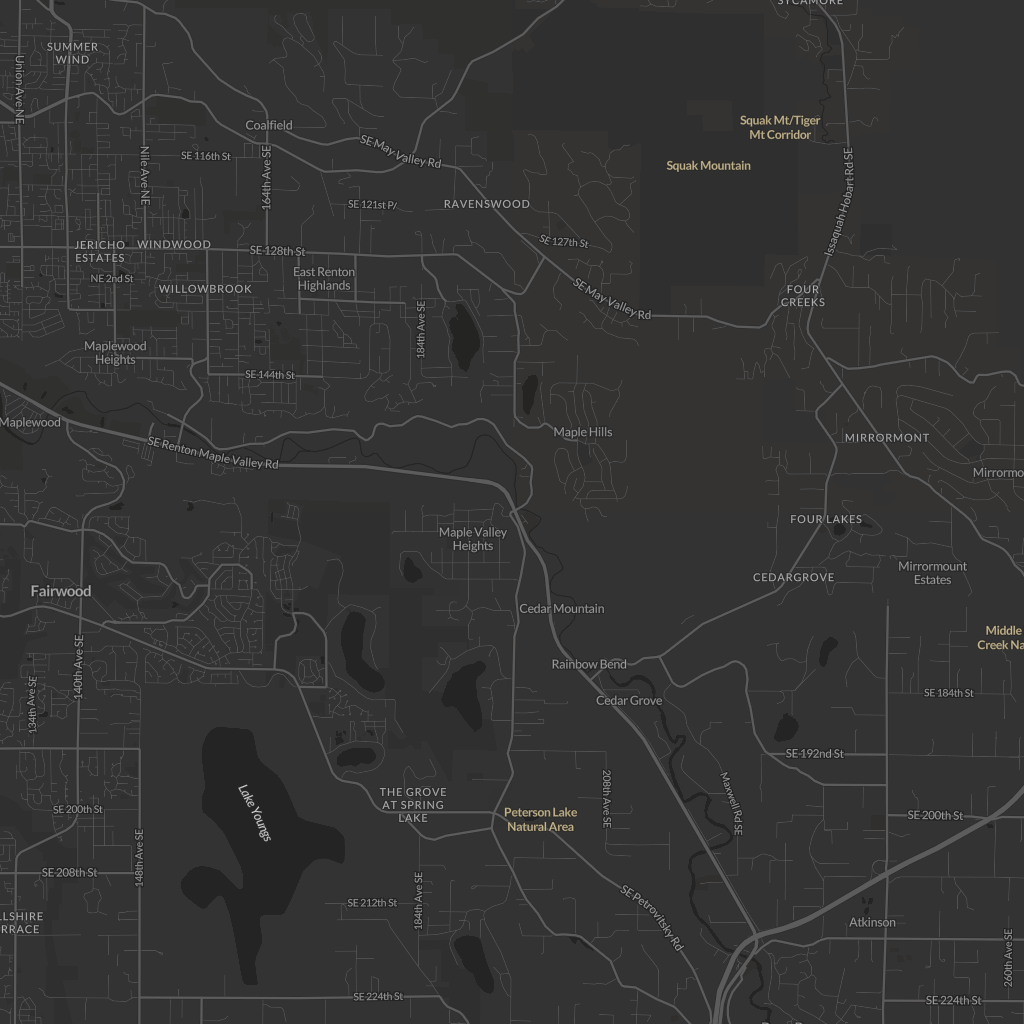 SYCAMORE
SUMMER
WIND
Union Ave NE
Squak Mt/Tiger
Mt Corridor
Coalfield
SE May Valley Rd
SE 116th St
Nile Ave NE
164th Ave SE
Squak Mountain
Issaquah Hobart Rd SE
SE 121st Pl
RAVENSWOOD
JERICHO
ESTATES
WINDWOOD
SE 128th St
SE 127th St
NE 2nd St
WILLOWBROOK
East Renton
Highlands
SE May Valley Rd
FOUR
CREEKS
184th Ave SE
Maplewood
Heights
SE 144th St
Maplewood
SE Renton Maple Valley Rd
Maple Hills
MIRRORMONT
Mirrormo
FOUR LAKES
Maple Valley
Heights
Mirrormount
Estates
CEDARGROVE
Fairwood
Cedar Mountain
Middle
Creek Na
140th Ave SE
134th Ave SE
Rainbow Bend
Cedar Grove
SE 184th St
SE 192nd St
Lake Youngs
THE GROVE
AT SPRING
LAKE
208th Ave SE
Maxwell Rd SE
SE 200th St
Peterson Lake
Natural Area
SE 200th St
148th Ave SE
SE 208th St
184th Ave SE
SE 212th St
SE Petrovitsky Rd
LLSHIRE
RRACE
Atkinson
260th Ave SE
SE 224th St
SE 224th St